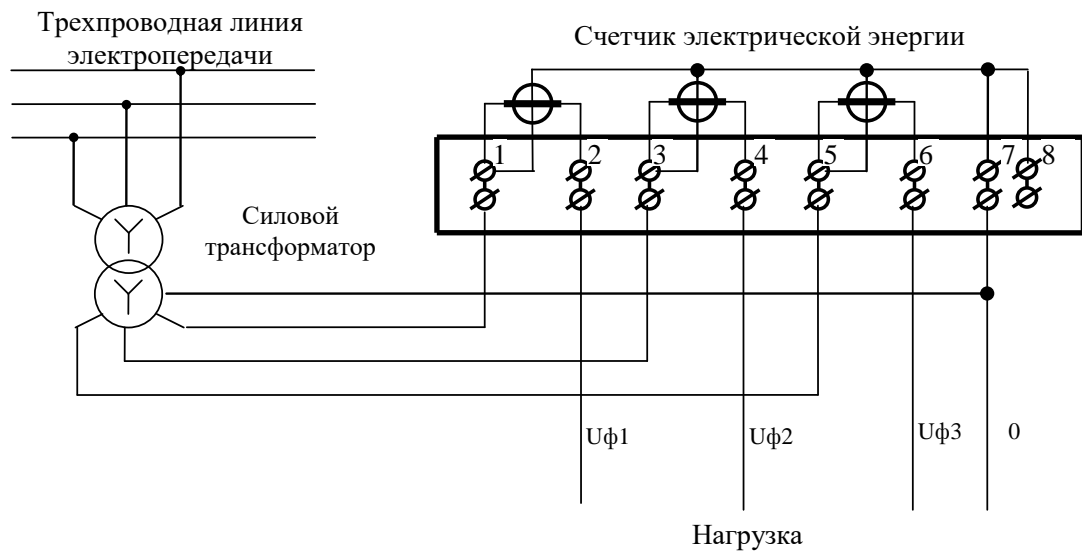 Трехпроводная линия
электропередачи
Счетчик электрической энергии
1 2 3 4 5 6 7 8
Силовой
трансформатор
Uф1 Uф2 Uф3 0
Нагрузка